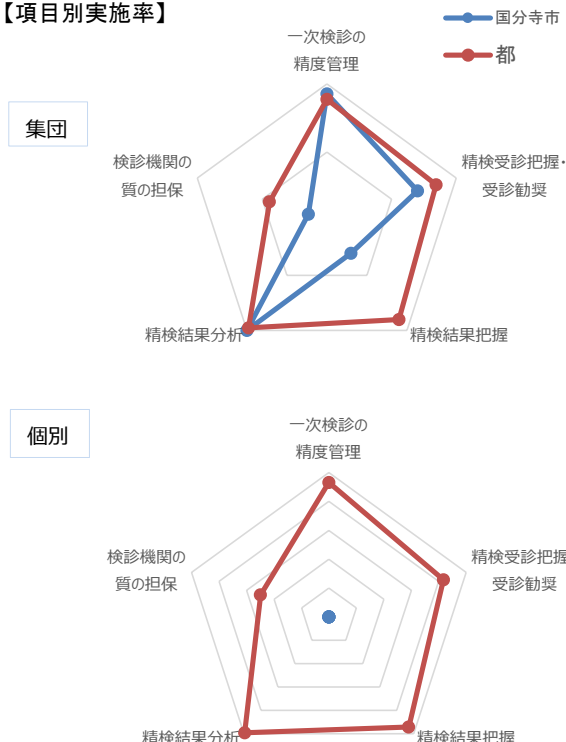 【項目別実施率】
国分寺市
都
集団
一次検診の
精度管理
精検受診把握・
受診勧奨
精検結果把握
精検結果分析
検診機関の
質の担保
個別
一次検診の
精度管理
精検受診把握
受診勧奨
精検結果把握
精検結果分析
検診機関の
質の担保